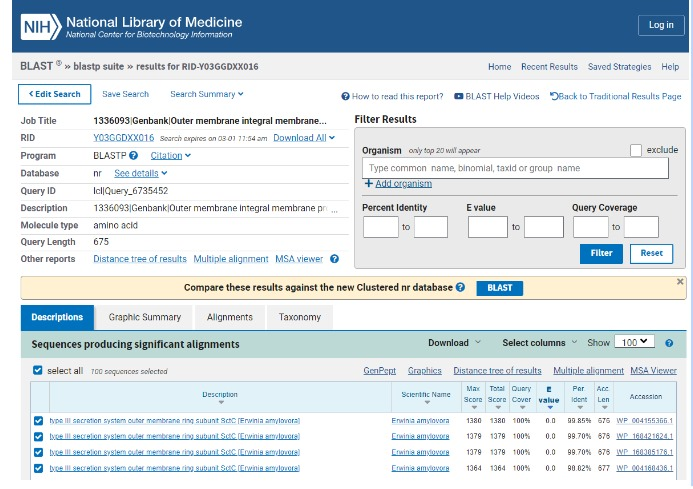 NIH National Library of Medicine
National Center for Biotechnology Information
Log in
BLAST ® » blastp suite » results for RID-Y03GGDXX016
Home Recent Results Saved Strategies Help
< Edit Search Save Search Search Summary
How to read this report? BLAST Help Videos Back to Traditional Results Page
Job Title 1336093|Genbank|Outer membrane integral membrane...
RID Y03GGDXX016 Search expires on 03-01 11:54 am Download All
Program BLASTP Citation
Database nr See details
Query ID lcl|Query_6735452
Description 1336093|Genbank|Outer membrane integral membrane pr ...
Molecule type amino acid
Query Length 675
Other reports Distance tree of results Multiple alignment MSA viewer
Filter Results
Organism only top 20 will appear exclude
Type common name, binomial, taxid or group name
+ Add organism
Percent Identity E value Query Coverage
to to to
Filter Reset
Compare these results against the new Clustered nr database BLAST
Descriptions Graphic Summary Alignments Taxonomy
Sequences producing significant alignments Download Select columns Show 100
select all 100 sequences selected GenPept Graphics Distance tree of results Multiple alignment MSA Viewer
Description Scientific Name Max Score Total Score Query Cover E value Per Ident Acc. Len Accession
type III secretion system outer membrane ring subunit SctC [Erwinia amylovora] Erwinia amylovora 1380 1380 100% 0.0 99.85% 676 WP_004155366.1
type III secretion system outer membrane ring subunit SctC [Erwinia amylovora] Erwinia amylovora 1379 1379 100% 0.0 99.70% 676 WP_168421624.1
type III secretion system outer membrane ring subunit SctC [Erwinia amylovora] Erwinia amylovora 1379 1379 100% 0.0 99.70% 676 WP_168385176.1
type III secretion system outer membrane ring subunit SctC [Erwinia amylovora] Erwinia amylovora 1364 1364 100% 0.0 98.82% 677 WP_004168436.1